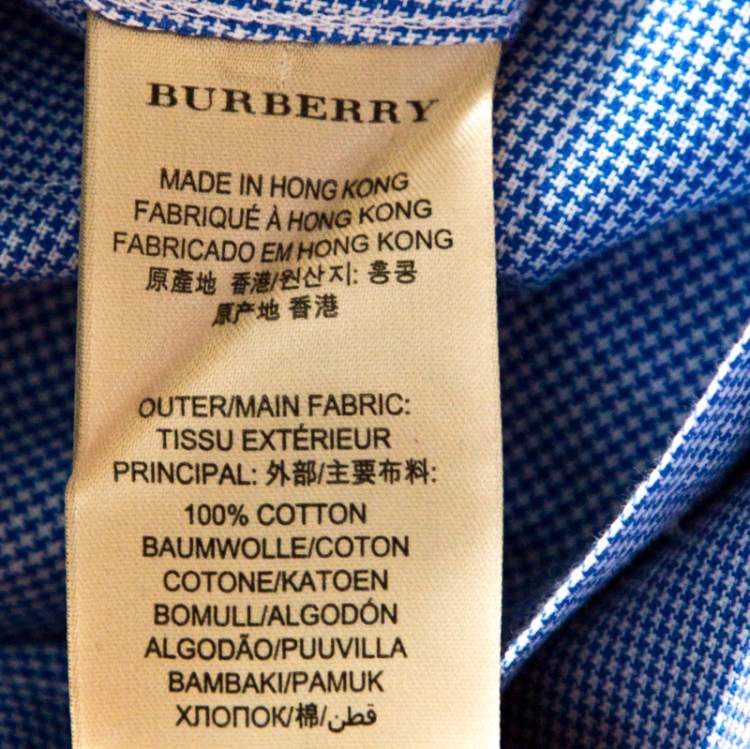 BURBERRY
MADE IN HONG KONG
FABRIQUÉ À HONG KONG
FABRICADO EM HONG KONG
原產地 香港/원산지: 홍콩
原产地 香港
OUTER/MAIN FABRIC:
TISSU EXTÉRIEUR
PRINCIPAL: 外部/主要布料:
100% COTTON
BAUMWOLLE/COTON
COTONE/KATOEN
BOMULL/ALGODÓN
ALGODÃO/PUUVILLA
BAMBAKI/PAMUK
ХЛОПОК/棉/قطن